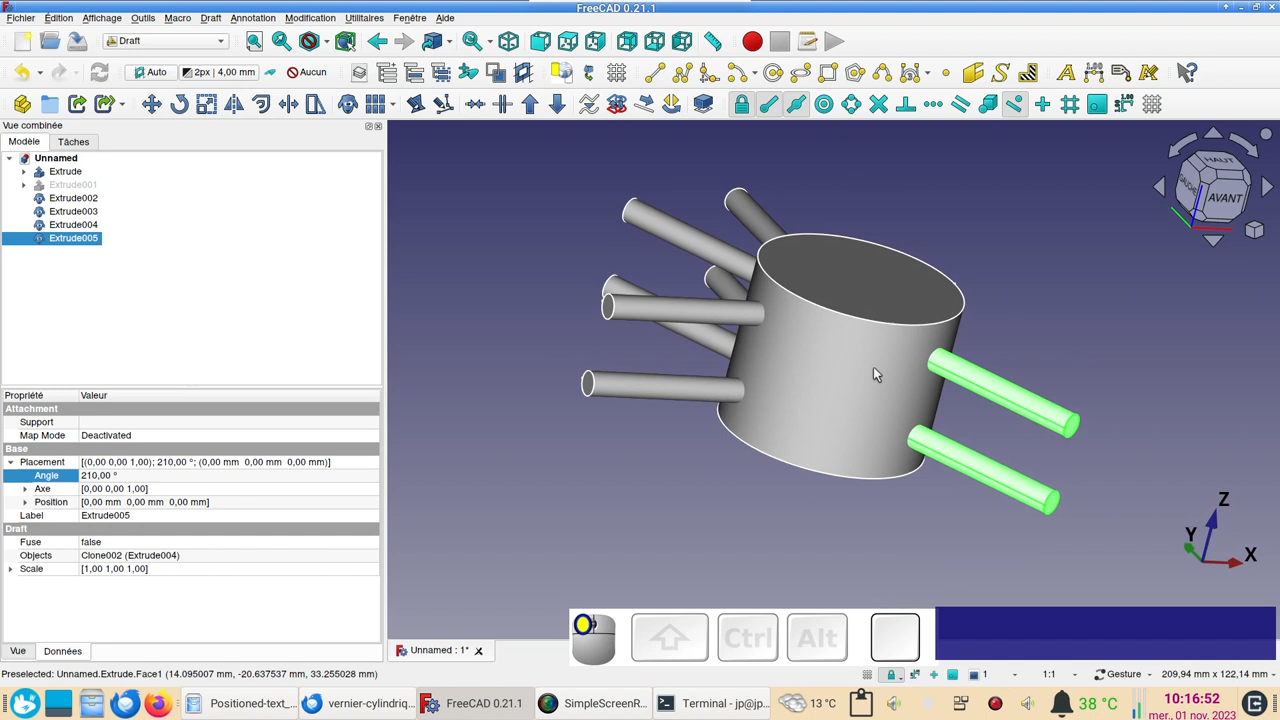 FreeCAD 0.21.1
Fichier Édition Affichage Outils Macro Draft Annotation Modification Utilitaires Fenêtre Aide
Draft
Auto 2px | 4,00 mm Aucun
Vue combinée
Modèle Tâches
Unnamed
Extrude
Extrude001
Extrude002
Extrude003
Extrude004
Extrude005
HAUT
GAUCHE AVANT
Propriété Valeur
Attachment
Support
Map Mode Deactivated
Base
Placement [(0,00 0,00 1,00); 210,00 °; (0,00 mm 0,00 mm 0,00 mm)]
Angle 210,00 °
Axe [0,00 0,00 1,00]
Position [0,00 mm 0,00 mm 0,00 mm]
Label Extrude005
Draft
Fuse false
Objects Clone002 (Extrude004)
Scale [1,00 1,00 1,00]
Z
Y
X
Ctrl Alt
Vue Données
Unnamed : 1*
Preselected: Unnamed.Extrude.Face1 (14.095007 mm, -20.637537 mm, 33.255028 mm)
1 1:1 Gesture 209,94 mm x 122,14 mm
Positioned-text_... vernier-cylindriq... FreeCAD 0.21.1 SimpleScreenR... Terminal - jp@jp... 13 °C 38 °C
10:16:52
mer., 01 nov. 2023